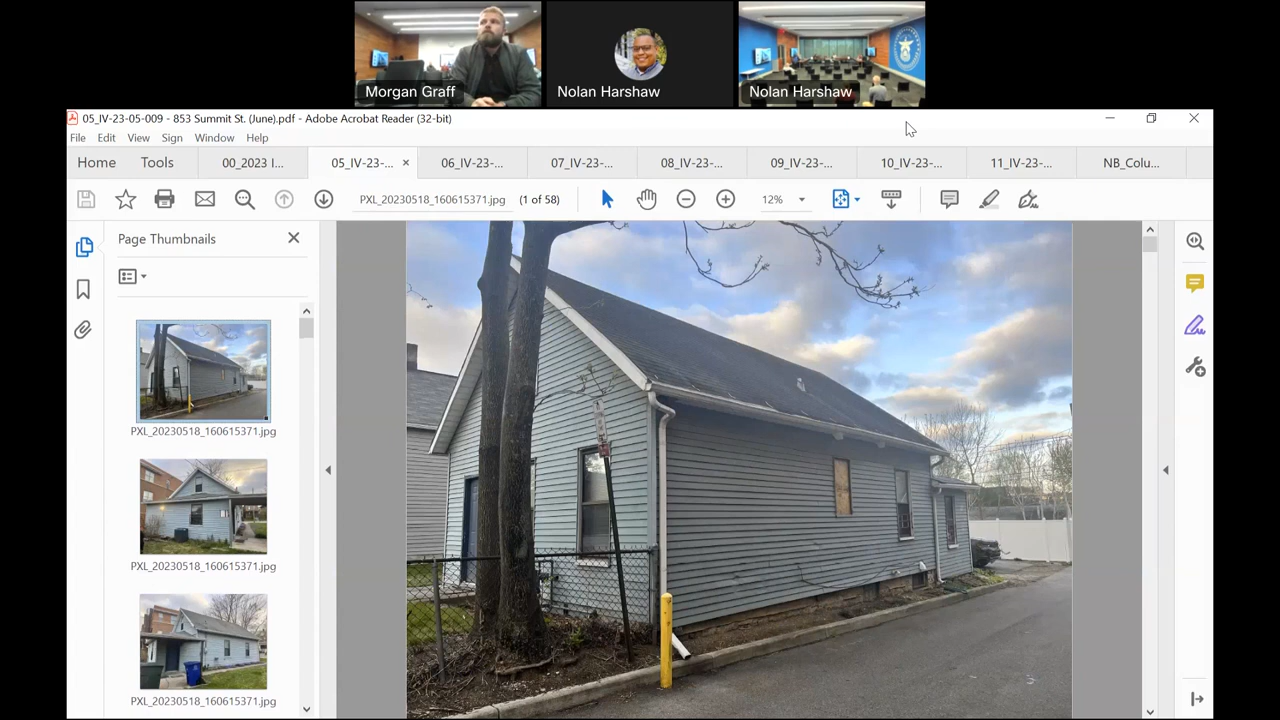 Morgan Graff
Nolan Harshaw
Nolan Harshaw
05_IV-23-05-009 - 853 Summit St. (June).pdf - Adobe Acrobat Reader (32-bit)
File Edit View Sign Window Help
Home Tools 00_2023 I... 05_IV-23-... × 06_IV-23-... 07_IV-23-... 08_IV-23-... 09_IV-23-... 10_IV-23-... 11_IV-23-... NB_Colu...
PXL_20230518_160615371.jpg (1 of 58) 12%
Page Thumbnails
PXL_20230518_160615371.jpg
PXL_20230518_160615371.jpg
PXL_20230518_160615371.jpg